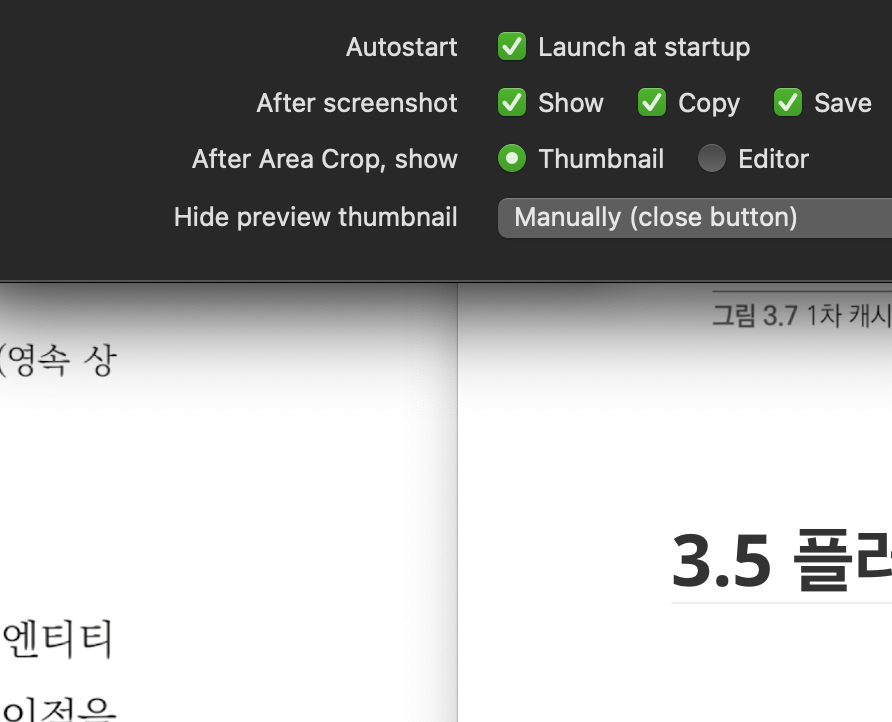 Autostart Launch at startup
After screenshot Show Copy Save
After Area Crop, show Thumbnail Editor
Hide preview thumbnail Manually (close button)
그림 3.7 1차 캐시
(영속 상
3.5 플러
엔티티
이점을